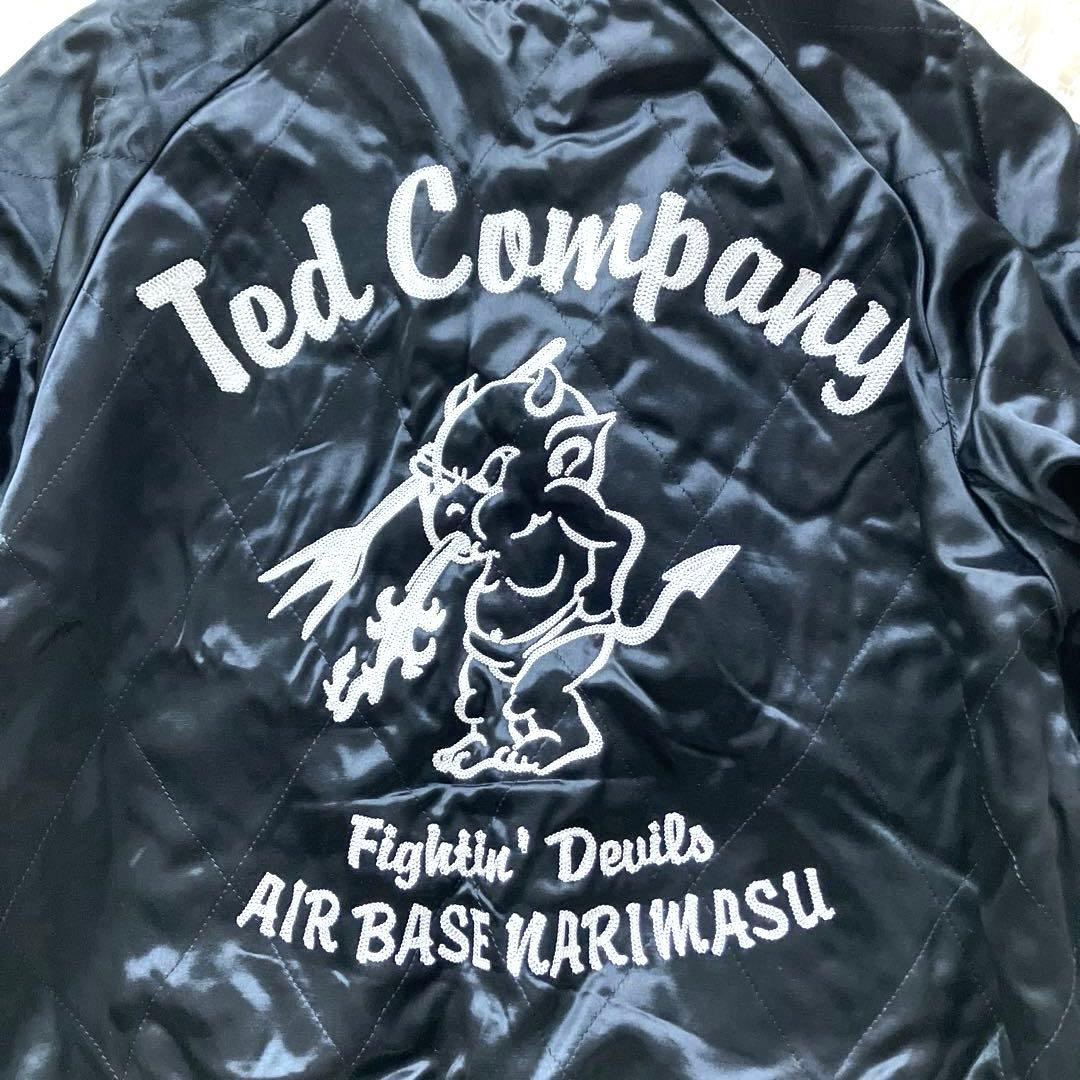 Ted Company
Fightin' Devils
AIR BASE NARIMASU